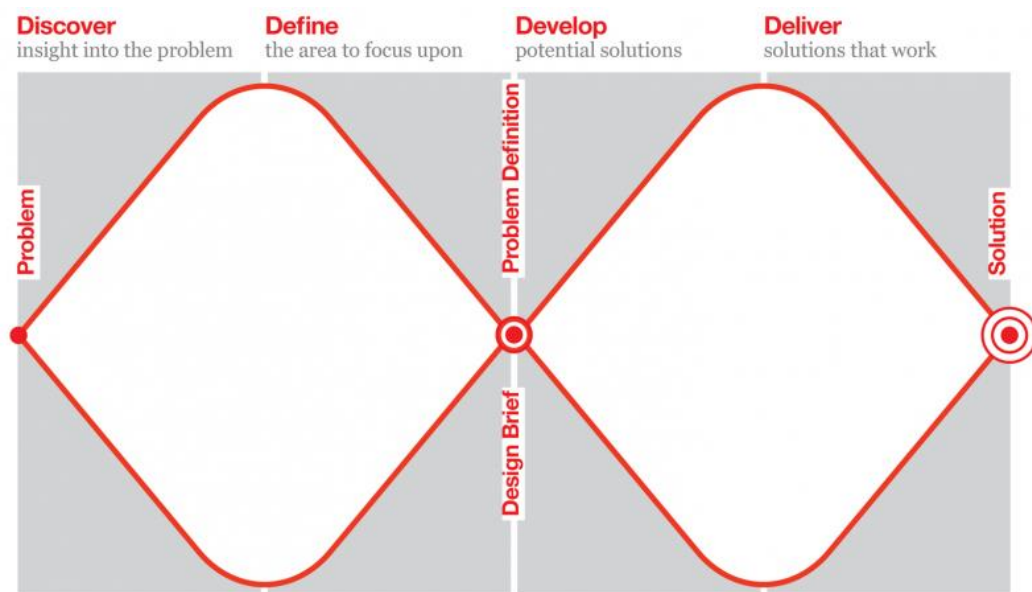 Discover
insight into the problem
Define
the area to focus upon
Develop
potential solutions
Deliver
solutions that work
Problem
Problem Definition
Design Brief
Solution